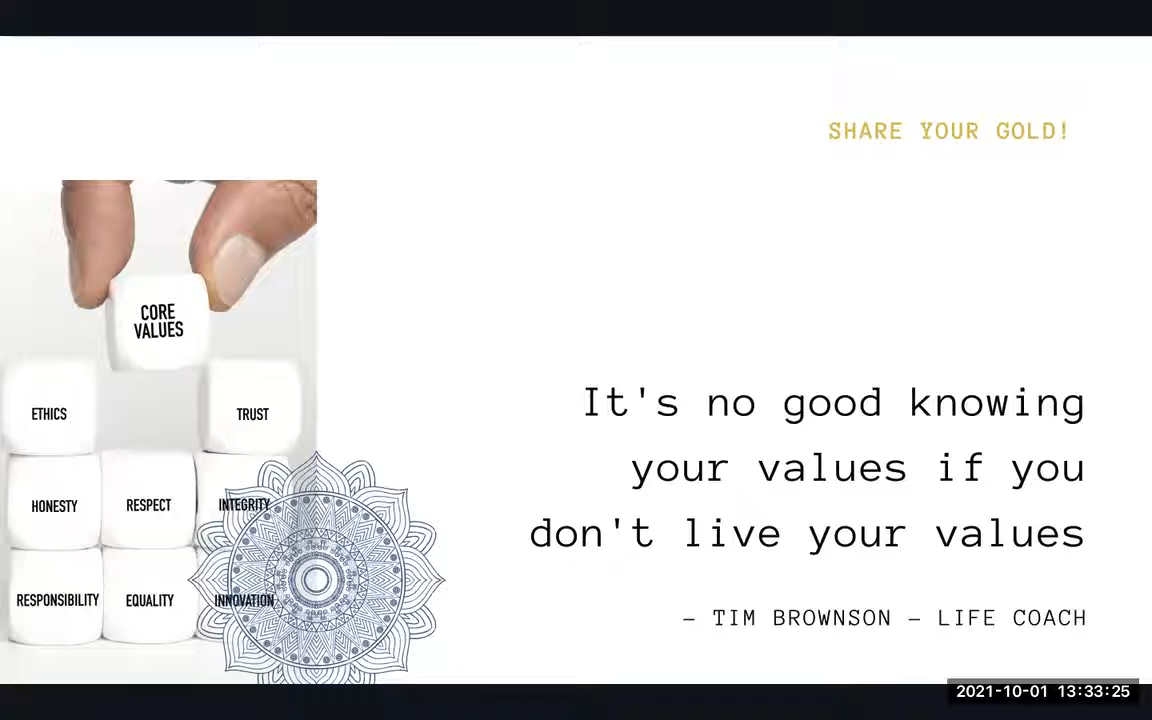 SHARE YOUR GOLD!
CORE
VALUES
ETHICS
TRUST
HONESTY
RESPECT
INTEGRITY
RESPONSIBILITY
EQUALITY
INNOVATION
It's no good knowing
your values if you
don't live your values
– TIM BROWNSON – LIFE COACH
2021-10-01 13:33:25